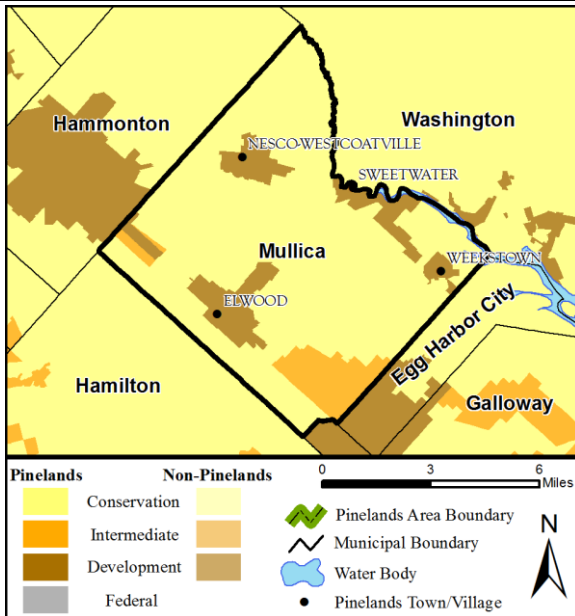 Hammonton
Washington
NESCO-WESTCOATVILLE
SWEETWATER
Mullica
WEEKSTOWN
ELWOOD
Egg Harbor City
Hamilton
Galloway
Pinelands
Non-Pinelands
Conservation
Intermediate
Development
Federal
0 3 6
Miles
Pinelands Area Boundary
Municipal Boundary
Water Body
Pinelands Town/Village
N